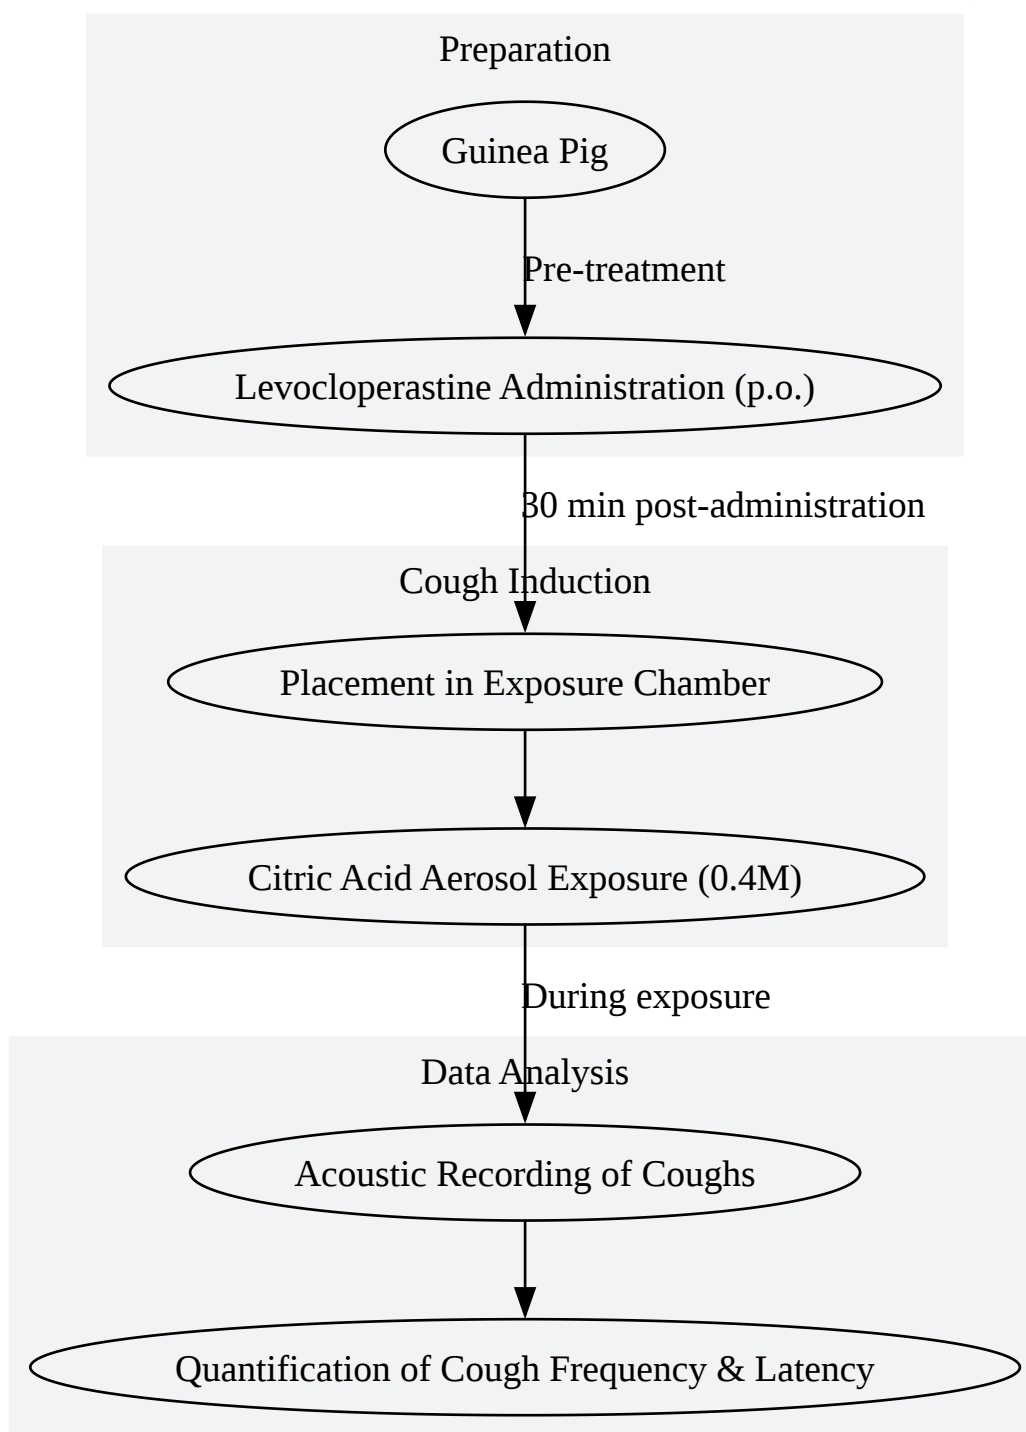 Preparation
Guinea Pig
Pre-treatment
Levocloperastine Administration (p.o.)
30 min post-administration
Cough Induction
Placement in Exposure Chamber
Citric Acid Aerosol Exposure (0.4M)
During exposure
Data Analysis
Acoustic Recording of Coughs
Quantification of Cough Frequency & Latency